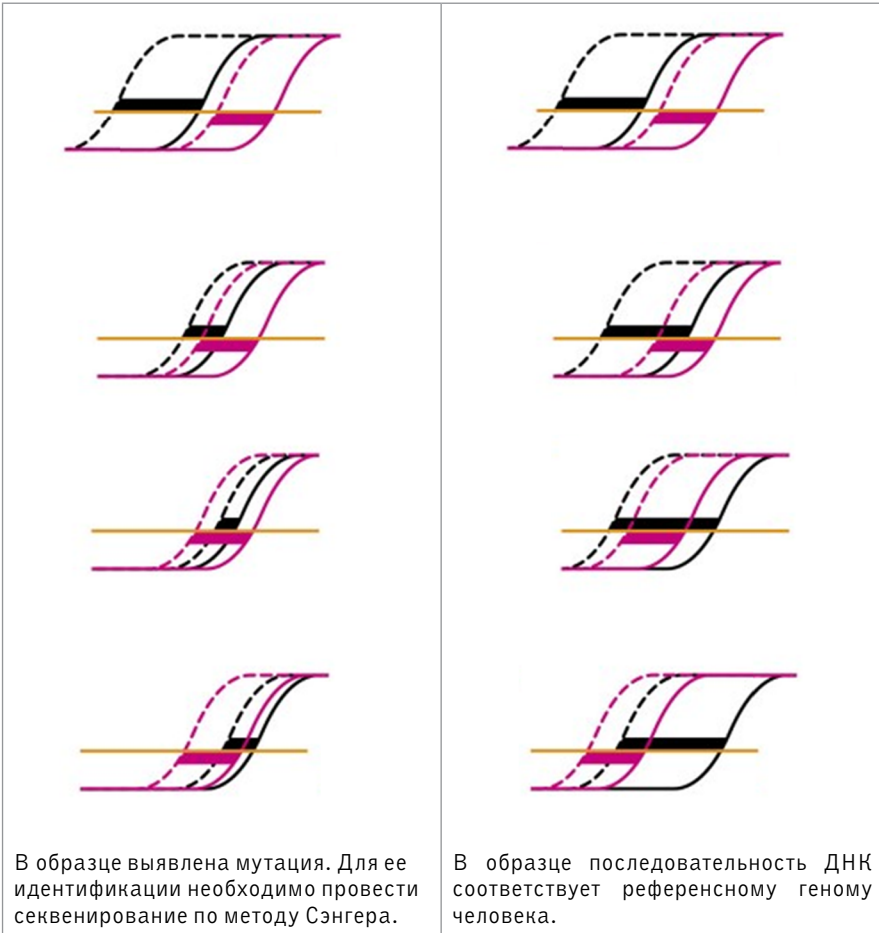 В образце выявлена мутация. Для ее
идентификации необходимо провести
секвенирование по методу Сэнгера.
В образце последовательность ДНК
соответствует референсному геному
человека.